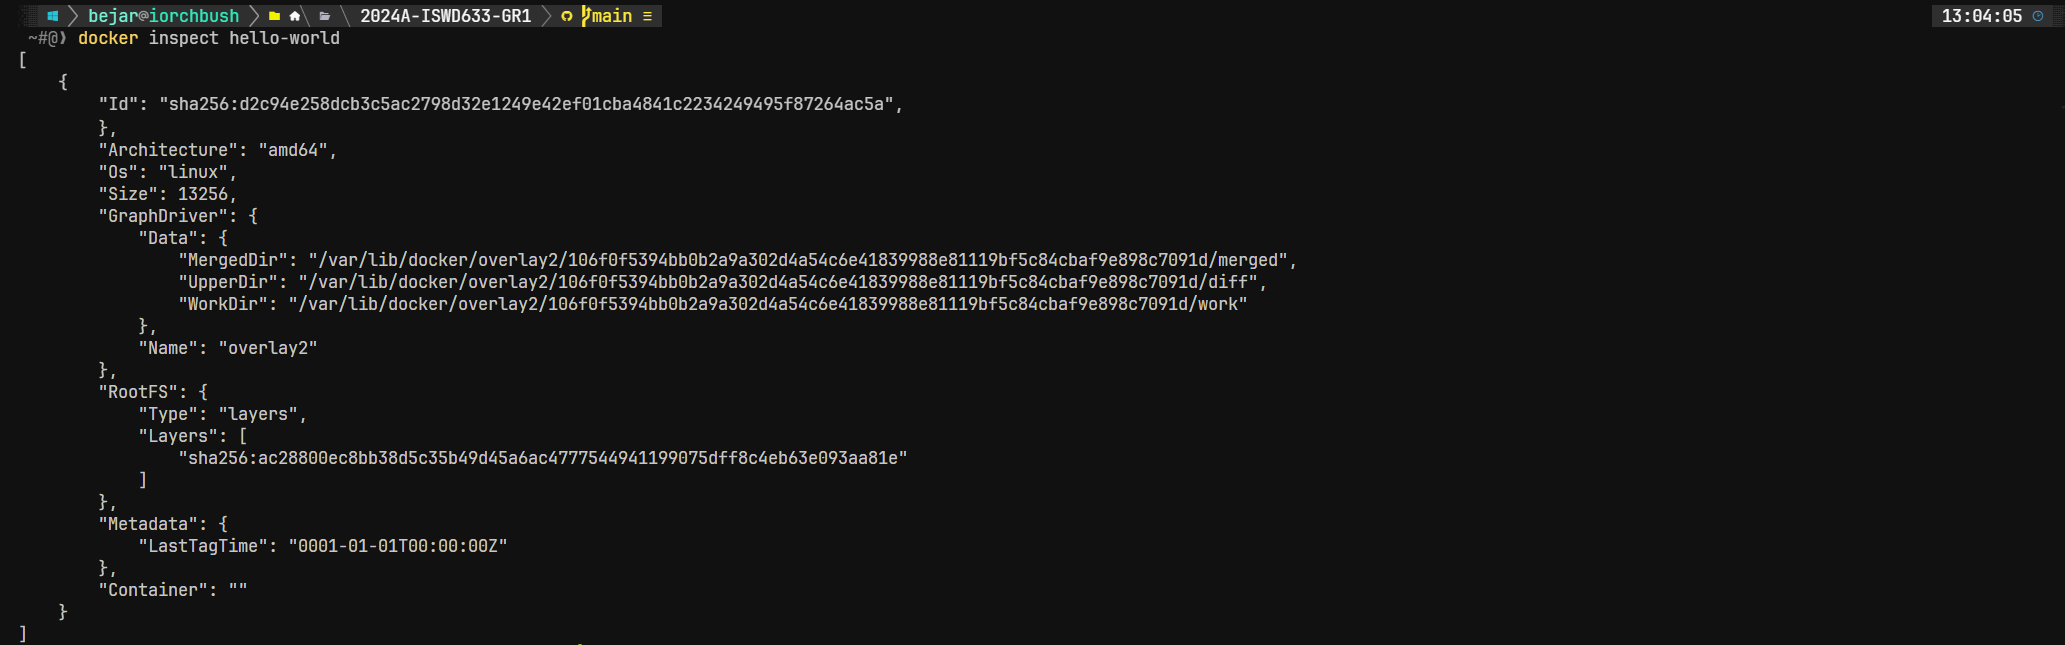 bejar@iorchbush 2024A-ISWD633-GR1 main ≡ 13:04:05
~#@❯ docker inspect hello-world
[
    {
        "Id": "sha256:d2c94e258dcb3c5ac2798d32e1249e42ef01cba4841c2234249495f87264ac5a",
        },
        "Architecture": "amd64",
        "Os": "linux",
        "Size": 13256,
        "GraphDriver": {
            "Data": {
                "MergedDir": "/var/lib/docker/overlay2/106f0f5394bb0b2a9a302d4a54c6e41839988e81119bf5c84cbaf9e898c7091d/merged",
                "UpperDir": "/var/lib/docker/overlay2/106f0f5394bb0b2a9a302d4a54c6e41839988e81119bf5c84cbaf9e898c7091d/diff",
                "WorkDir": "/var/lib/docker/overlay2/106f0f5394bb0b2a9a302d4a54c6e41839988e81119bf5c84cbaf9e898c7091d/work"
            },
            "Name": "overlay2"
        },
        "RootFS": {
            "Type": "layers",
            "Layers": [
                "sha256:ac28800ec8bb38d5c35b49d45a6ac4777544941199075dff8c4eb63e093aa81e"
            ]
        },
        "Metadata": {
            "LastTagTime": "0001-01-01T00:00:00Z"
        },
        "Container": ""
    }
]